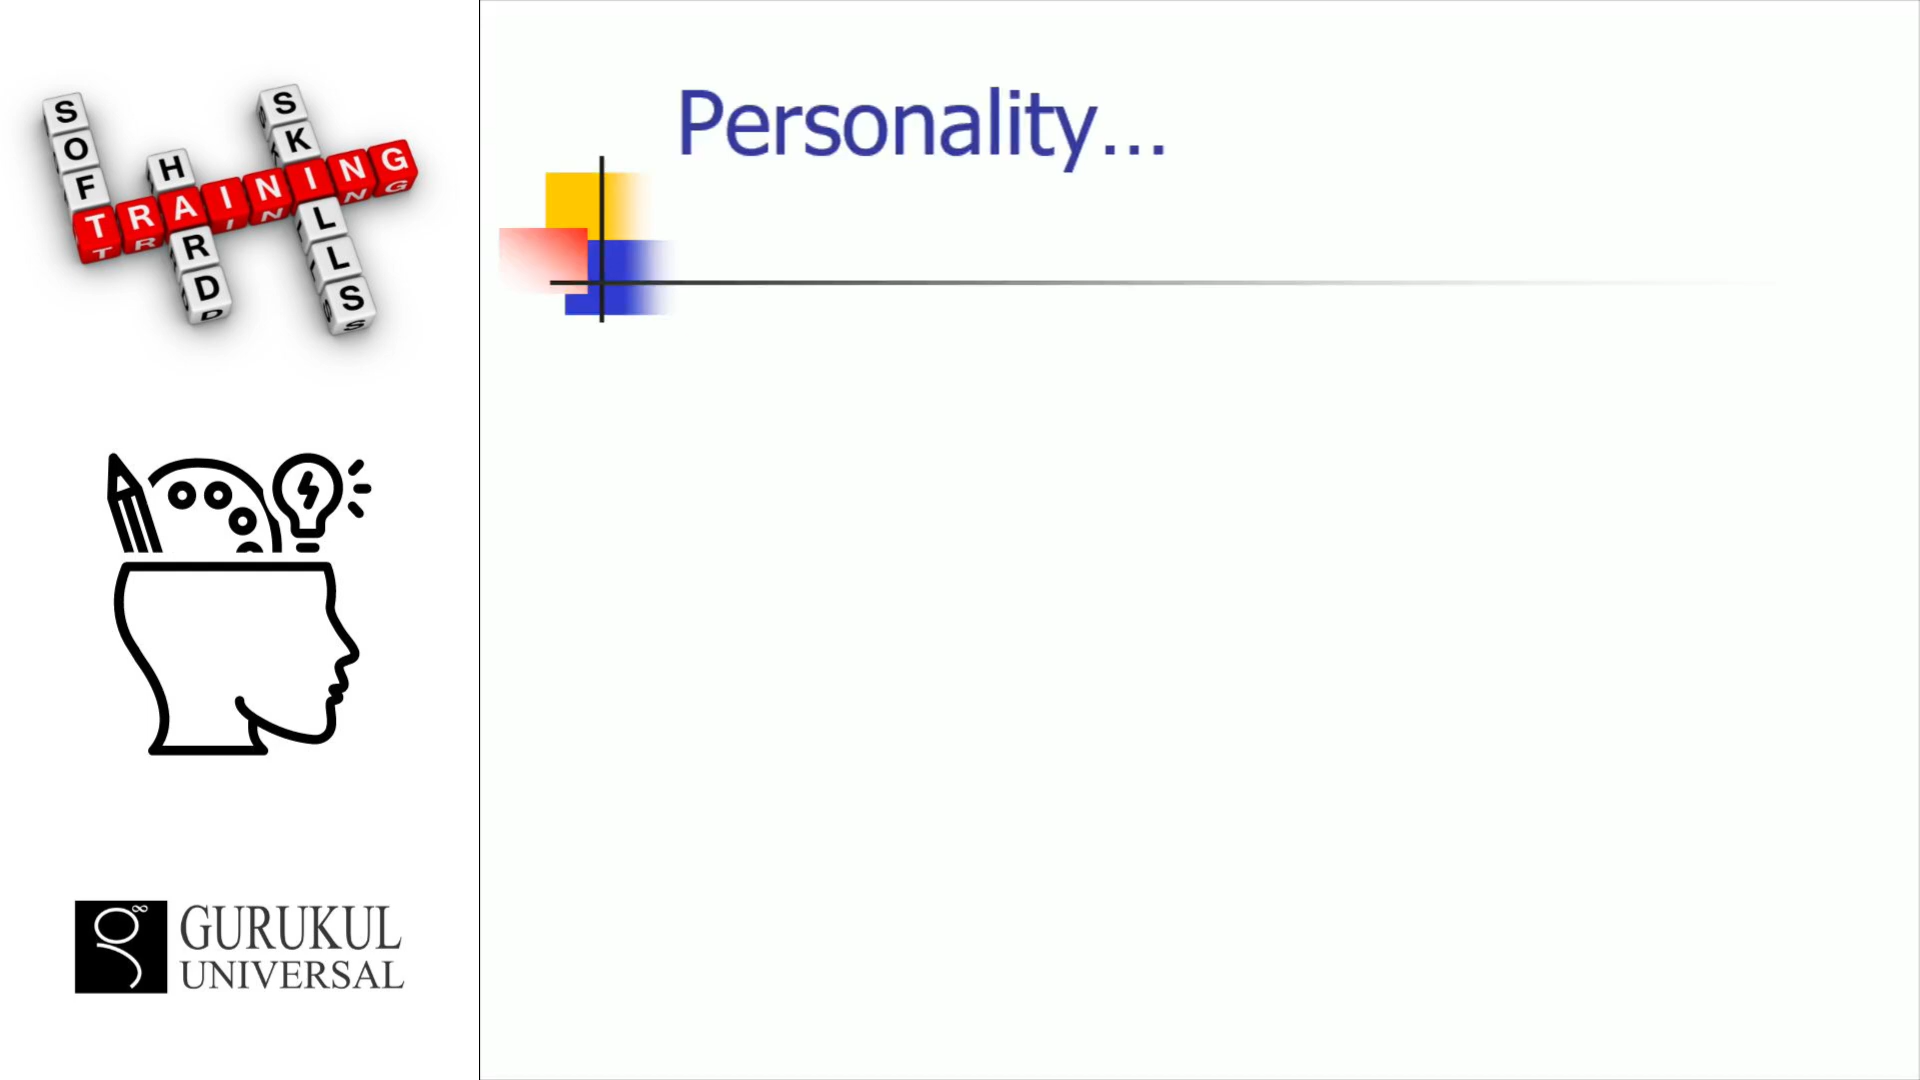 SOFT
HARD
SKILLS
TRAINING
Personality...
GURUKUL
UNIVERSAL